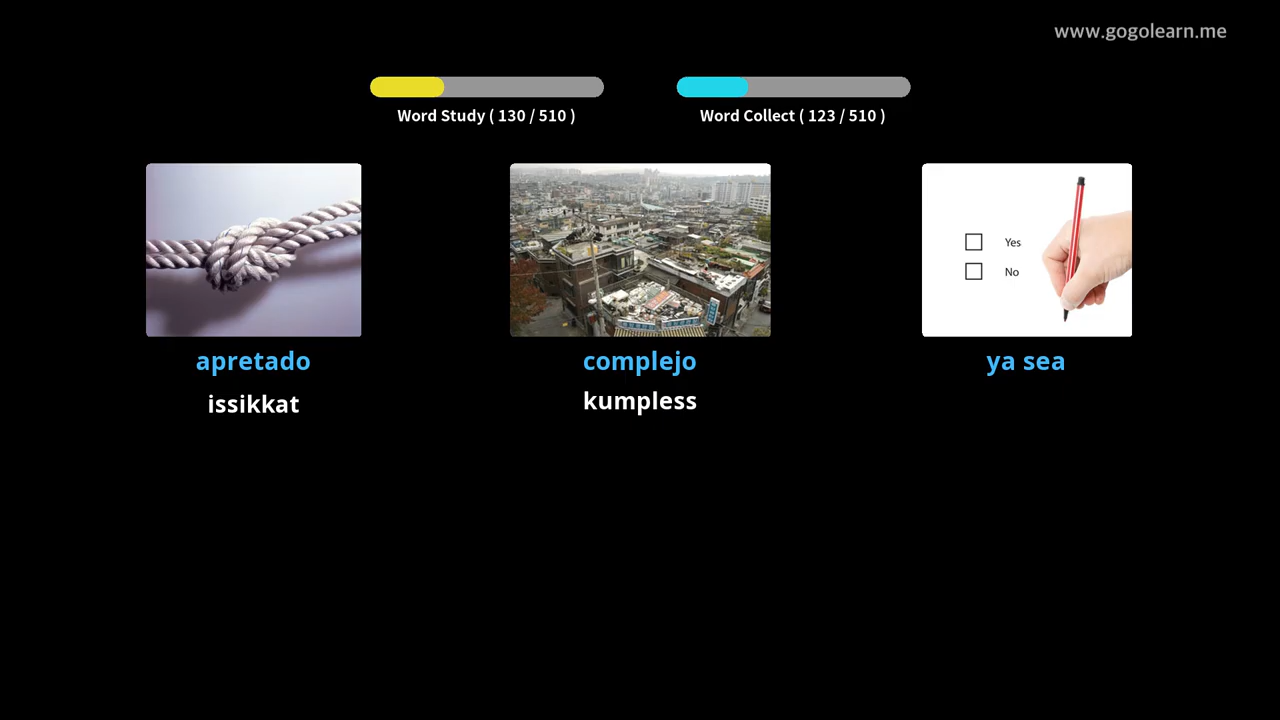 www.gogolearn.me
Word Study ( 130 / 510 )
Word Collect ( 123 / 510 )
Yes
No
apretado
complejo
ya sea
issikkat
kumpless